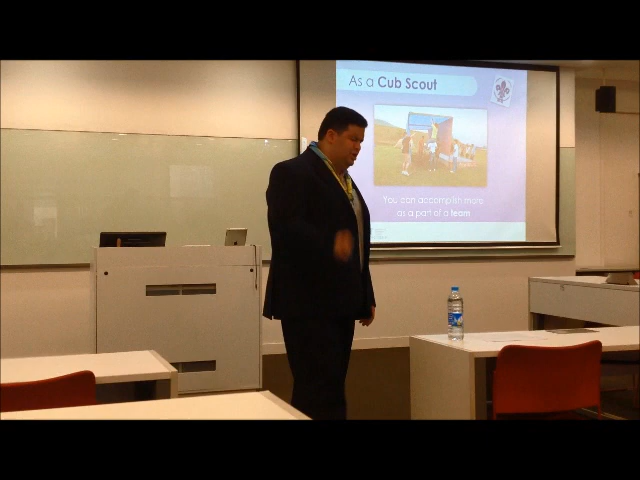 As a Cub Scout
You can accomplish more
as a part of a team